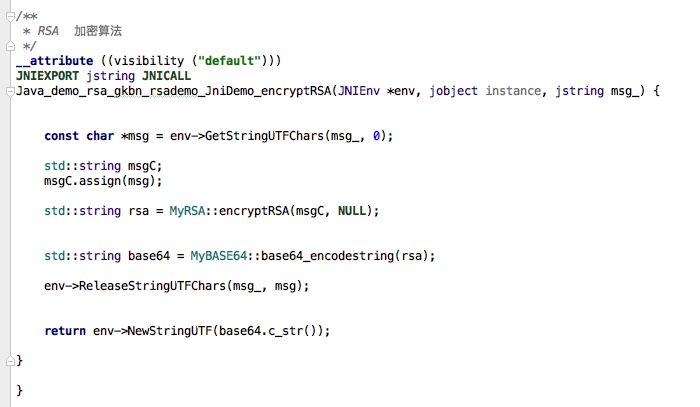 /**
 * RSA  加密算法
 */
__attribute ((visibility ("default")))
JNIEXPORT jstring JNICALL
Java_demo_rsa_gkbn_rsademo_JniDemo_encryptRSA(JNIEnv *env, jobject instance, jstring msg_) {
    const char *msg = env->GetStringUTFChars(msg_, 0);
    std::string msgC;
    msgC.assign(msg);
    std::string rsa = MyRSA::encryptRSA(msgC, NULL);
    std::string base64 = MyBASE64::base64_encodestring(rsa);
    env->ReleaseStringUTFChars(msg_, msg);
    return env->NewStringUTF(base64.c_str());
}
}